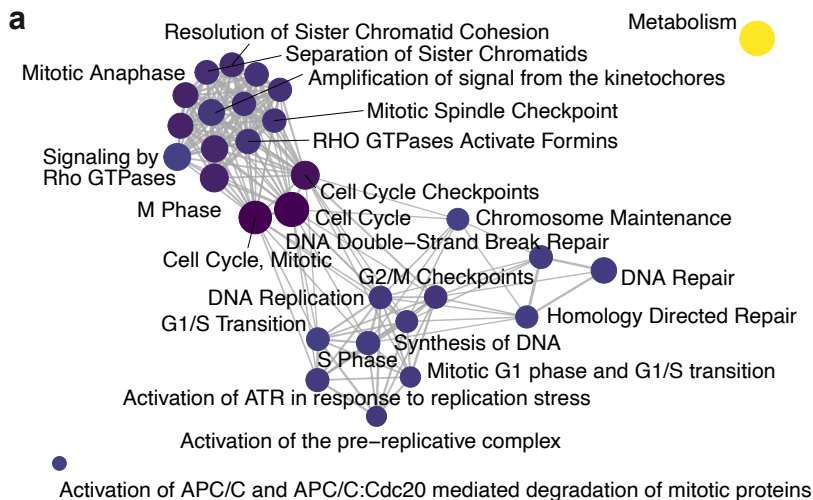 a
Metabolism
Resolution of Sister Chromatid Cohesion
Separation of Sister Chromatids
Mitotic Anaphase
Amplification of signal from the kinetochores
Mitotic Spindle Checkpoint
RHO GTPases Activate Formins
Signaling by
Rho GTPases
Cell Cycle Checkpoints
M Phase
Cell Cycle
Chromosome Maintenance
DNA Double−Strand Break Repair
Cell Cycle, Mitotic
G2/M Checkpoints
DNA Repair
DNA Replication
Homology Directed Repair
G1/S Transition
Synthesis of DNA
S Phase
Mitotic G1 phase and G1/S transition
Activation of ATR in response to replication stress
Activation of the pre−replicative complex
Activation of APC/C and APC/C:Cdc20 mediated degradation of mitotic proteins